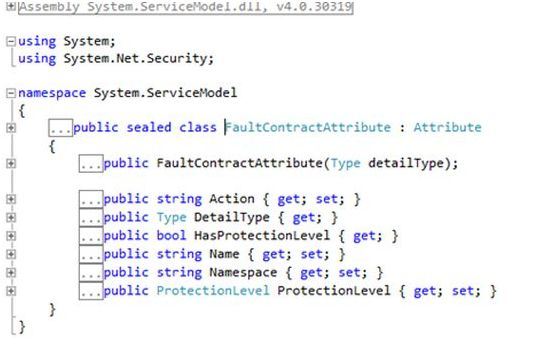 Assembly System.ServiceModel.dll, v4.0.30319
using System;
using System.Net.Security;
namespace System.ServiceModel
{
...public sealed class FaultContractAttribute : Attribute
{
...public FaultContractAttribute(Type detailType);
...public string Action { get; set; }
...public Type DetailType { get; }
...public bool HasProtectionLevel { get; }
...public string Name { get; set; }
...public string Namespace { get; set; }
...public ProtectionLevel ProtectionLevel { get; set; }
}
}